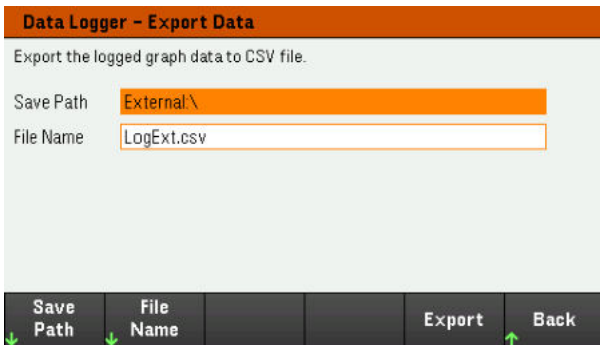 Data Logger - Export Data
Export the logged graph data to CSV file.
Save Path External:\
File Name LogExt.csv
Save Path
File Name
Export
Back